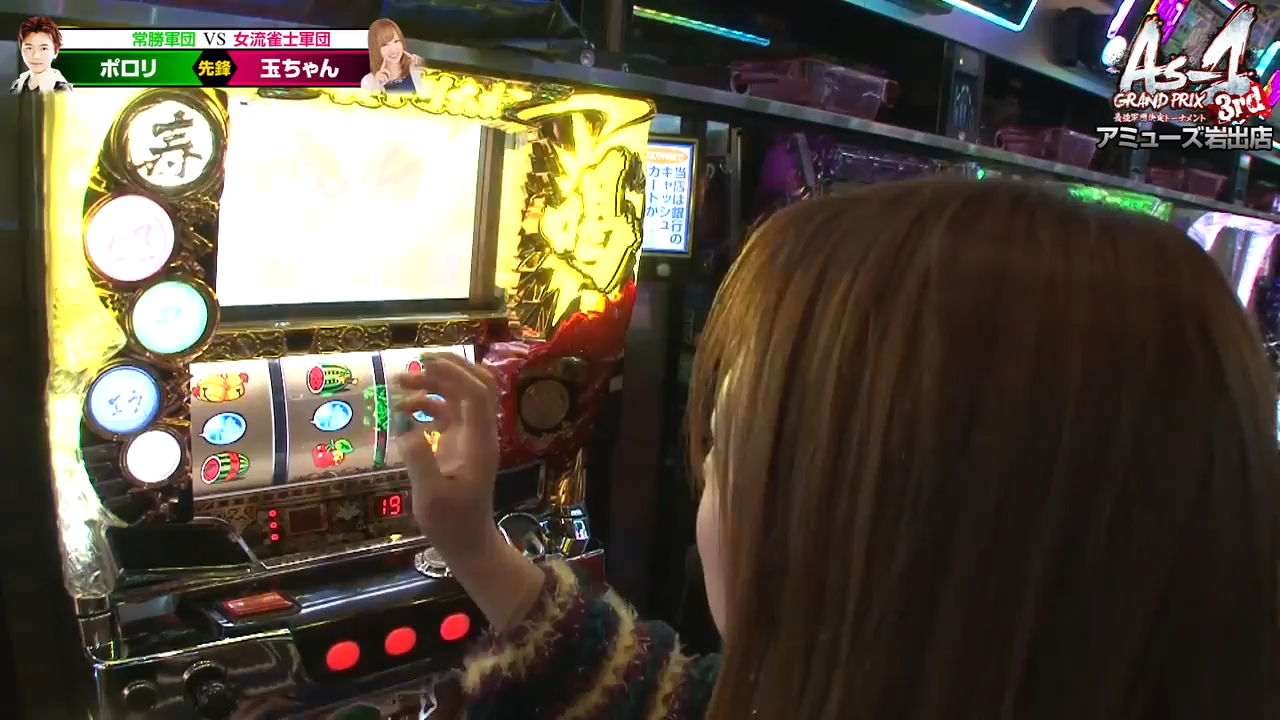 常勝軍団 VS 女流雀士軍団
ポロリ 先鋒 玉ちゃん
As-1
GRAND PRIX 3rd
最強軍団決定トーナメント
アミューズ岩出店
寿
当店は銀行の
キャッシュ
カードか
19